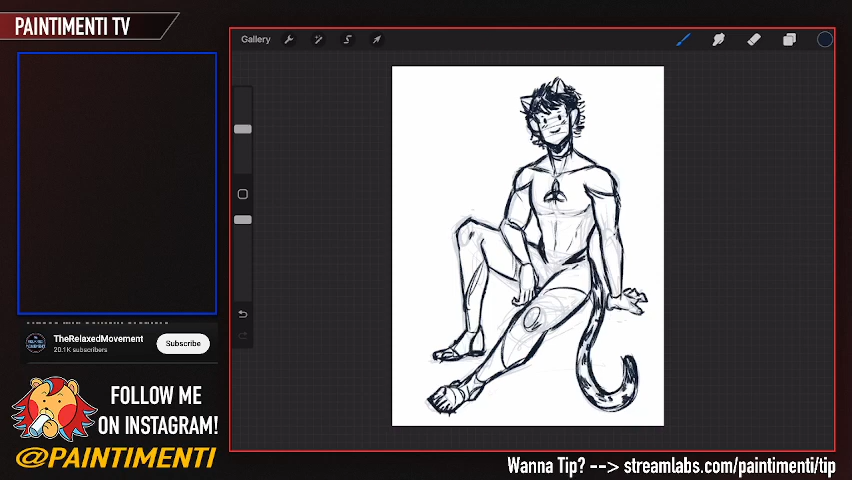 PAINTIMENTI TV
Gallery
TheRelaxedMovement
20.1K subscribers
Subscribe
FOLLOW ME
ON INSTAGRAM!
@PAINTIMENTI
Wanna Tip? --> streamlabs.com/paintimenti/tip